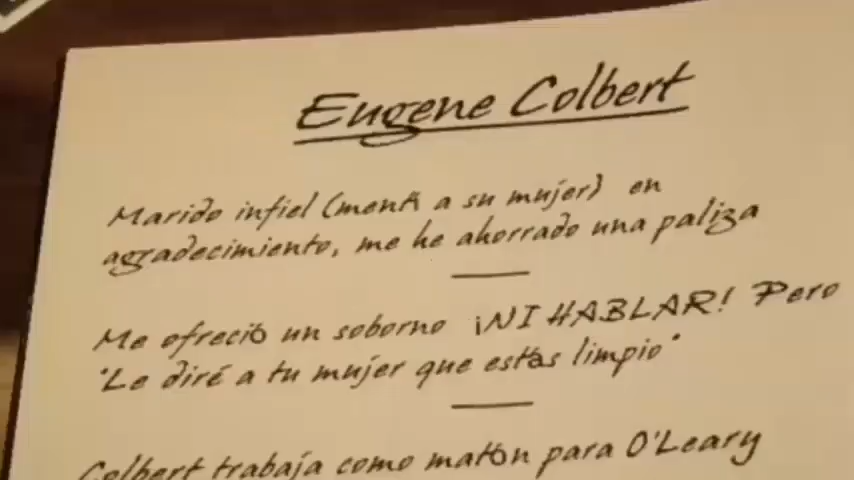 Eugene Colbert
Marido infiel (mentí a su mujer) en
agradecimiento, me he ahorrado una paliza
Me ofreció un soborno ¡NI HABLAR! Pero
"Le diré a tu mujer que estás limpio"
Colbert trabaja como matón para O'Leary